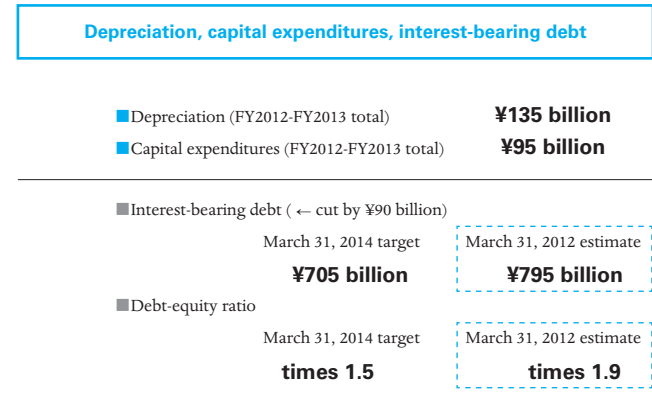 Depreciation, capital expenditures, interest-bearing debt
■Depreciation (FY2012-FY2013 total) ¥135 billion
■Capital expenditures (FY2012-FY2013 total) ¥95 billion
■Interest-bearing debt ( ← cut by ¥90 billion)
March 31, 2014 target March 31, 2012 estimate
¥705 billion ¥795 billion
■Debt-equity ratio
March 31, 2014 target March 31, 2012 estimate
times 1.5 times 1.9